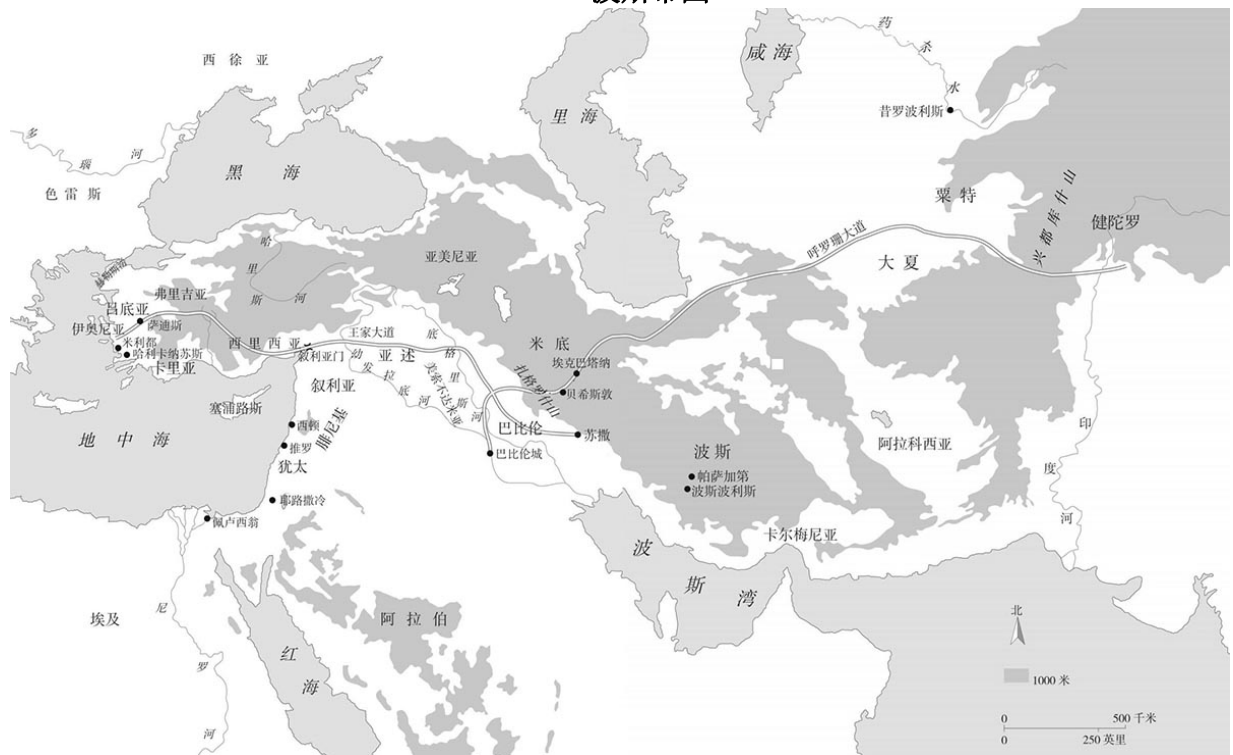 波斯帝国
西徐亚
咸海
药杀水
里海
昔罗波利斯
多瑙河
黑海
色雷斯
粟特
兴都库什山
健陀罗
哈里斯河
亚美尼亚
呼罗珊大道
大夏
赫勒斯滂
弗里吉亚
吕底亚
萨迪斯
伊奥尼亚
米利都
哈利卡纳苏斯
卡里亚
西里西亚
叙利亚门
王家大道
亚述
底格里斯河
幼发拉底河
美索不达米亚
米底
埃克巴塔纳
扎格罗什山
贝希斯敦
叙利亚
塞浦路斯
腓尼基
西顿
地中海
推罗
犹太
巴比伦
苏撒
巴比伦城
波斯
帕萨加第
波斯波利斯
阿拉科西亚
印度河
耶路撒冷
佩卢西翁
卡尔梅尼亚
波斯湾
埃及
尼罗河
阿拉伯
红海
北
1000 米
0 500 千米
0 250 英里